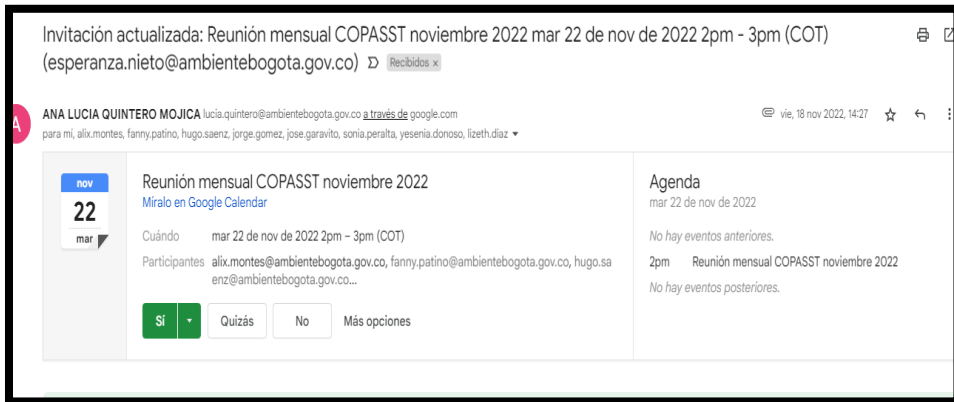 Invitación actualizada: Reunión mensual COPASST noviembre 2022 mar 22 de nov de 2022 2pm - 3pm (COT)
(esperanza.nieto@ambientebogota.gov.co) Recibidos x
A
ANA LUCIA QUINTERO MOJICA lucia.quintero@ambientebogota.gov.co a través de google.com
vie, 18 nov 2022, 14:27
para mí, alix.montes, fanny.patino, hugo.saenz, jorge.gomez, jose.garavito, sonia.peralta, yesenia.donoso, lizeth.diaz
nov
22
mar
Reunión mensual COPASST noviembre 2022
Míralo en Google Calendar
Cuándo mar 22 de nov de 2022 2pm – 3pm (COT)
Participantes alix.montes@ambientebogota.gov.co, fanny.patino@ambientebogota.gov.co, hugo.sa
enz@ambientebogota.gov.co...
Sí
Quizás
No
Más opciones
Agenda
mar 22 de nov de 2022
No hay eventos anteriores.
2pm Reunión mensual COPASST noviembre 2022
No hay eventos posteriores.